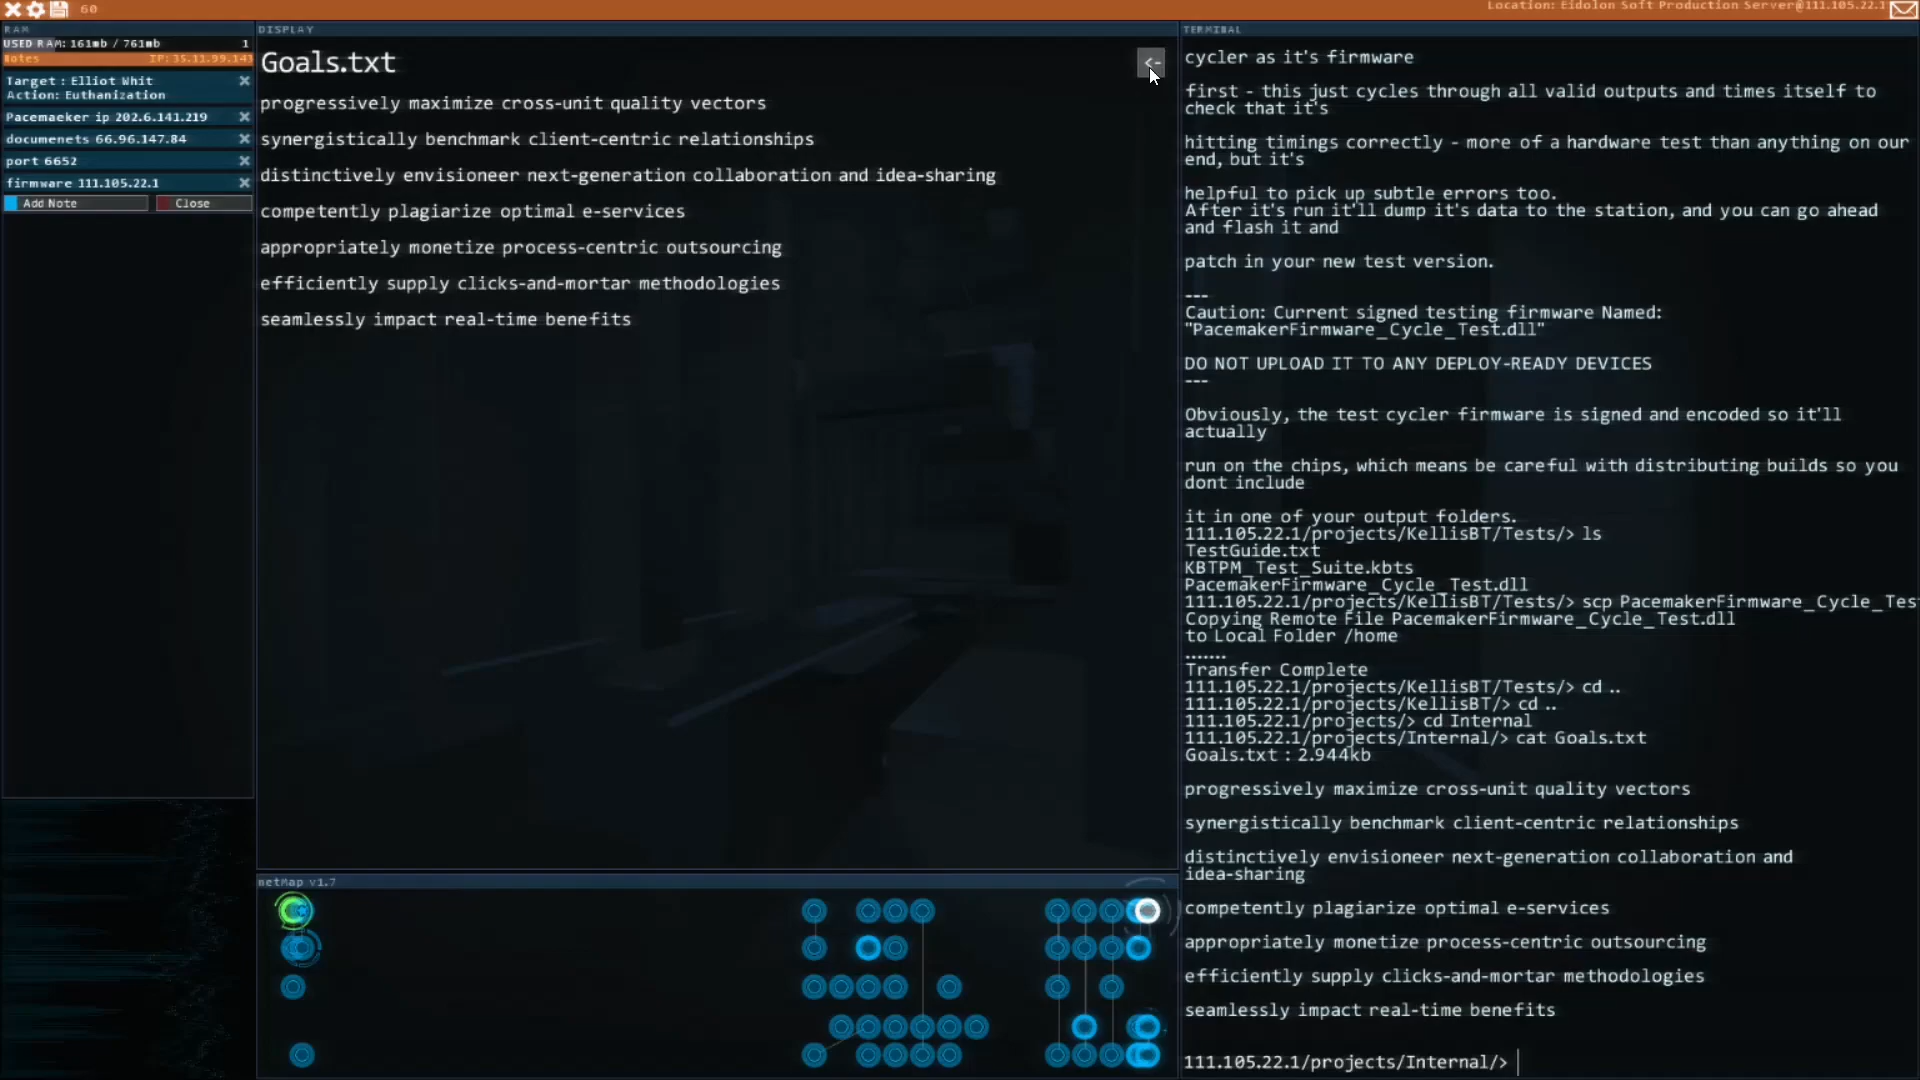 60
Location: Eidolon Soft Production Server@111.105.22.1
RAM
USED RAM: 161mb / 761mb 1
Notes IP: 35.11.99.143
Target : Elliot Whit
Action: Euthanization
Pacemaeker ip 202.6.141.219
documenets 66.96.147.84
port 6652
firmware 111.105.22.1
Add Note Close
DISPLAY
Goals.txt
<-
progressively maximize cross-unit quality vectors
synergistically benchmark client-centric relationships
distinctively envisioneer next-generation collaboration and idea-sharing
competently plagiarize optimal e-services
appropriately monetize process-centric outsourcing
efficiently supply clicks-and-mortar methodologies
seamlessly impact real-time benefits
netMap v1.7
TERMINAL
cycler as it's firmware
first - this just cycles through all valid outputs and times itself to
check that it's
hitting timings correctly - more of a hardware test than anything on our
end, but it's
helpful to pick up subtle errors too.
After it's run it'll dump it's data to the station, and you can go ahead
and flash it and
patch in your new test version.
---
Caution: Current signed testing firmware Named:
"PacemakerFirmware_Cycle_Test.dll"
DO NOT UPLOAD IT TO ANY DEPLOY-READY DEVICES
---
Obviously, the test cycler firmware is signed and encoded so it'll
actually
run on the chips, which means be careful with distributing builds so you
dont include
it in one of your output folders.
111.105.22.1/projects/KellisBT/Tests/> ls
TestGuide.txt
KBTPM_Test_Suite.kbts
PacemakerFirmware_Cycle_Test.dll
111.105.22.1/projects/KellisBT/Tests/> scp PacemakerFirmware_Cycle_Test
Copying Remote File PacemakerFirmware_Cycle_Test.dll
to Local Folder /home
.......
Transfer Complete
111.105.22.1/projects/KellisBT/Tests/> cd ..
111.105.22.1/projects/KellisBT/> cd ..
111.105.22.1/projects/> cd Internal
111.105.22.1/projects/Internal/> cat Goals.txt
Goals.txt : 2.944kb
progressively maximize cross-unit quality vectors
synergistically benchmark client-centric relationships
distinctively envisioneer next-generation collaboration and
idea-sharing
competently plagiarize optimal e-services
appropriately monetize process-centric outsourcing
efficiently supply clicks-and-mortar methodologies
seamlessly impact real-time benefits
111.105.22.1/projects/Internal/>